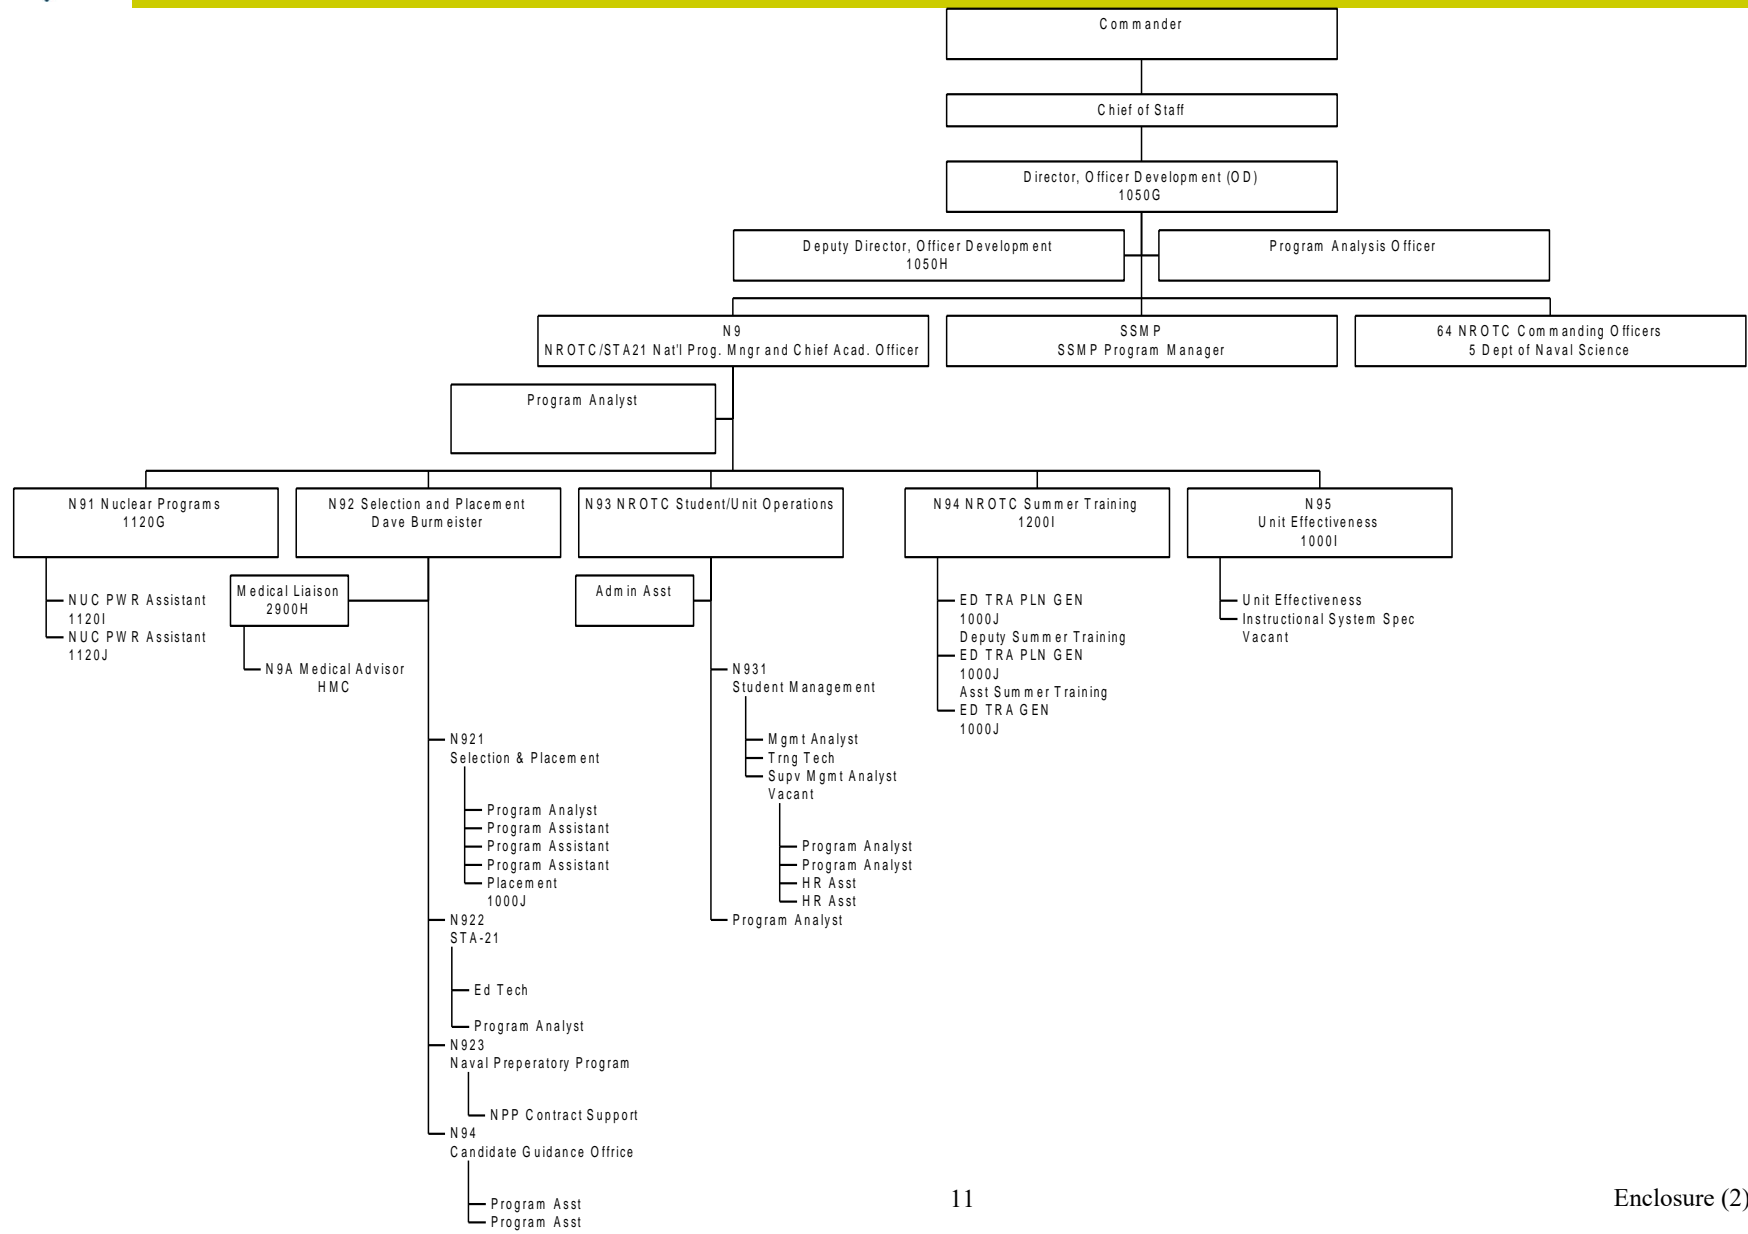 Commander
Chief of Staff
Director, Officer Development (OD)
1050G
Deputy Director, Officer Development
1050H
Program Analysis Officer
N9
NROTC/STA21 Nat'l Prog. Mngr and Chief Acad. Officer
SSMP
SSMP Program Manager
64 NROTC Commanding Officers
5 Dept of Naval Science
Program Analyst
N91 Nuclear Programs
1120G
NUC PWR Assistant
1120I
NUC PWR Assistant
1120J
N92 Selection and Placement
Dave Burmeister
Medical Liaison
2900H
N9A Medical Advisor
HMC
N921
Selection & Placement
Program Analyst
Program Assistant
Program Assistant
Program Assistant
Placement
1000J
N922
STA-21
Ed Tech
Program Analyst
N923
Naval Preperatory Program
NPP Contract Support
N94
Candidate Guidance Offrice
Program Asst
Program Asst
N93 NROTC Student/Unit Operations
Admin Asst
N931
Student Management
Mgmt Analyst
Trng Tech
Supv Mgmt Analyst
Vacant
Program Analyst
Program Analyst
HR Asst
HR Asst
Program Analyst
N94 NROTC Summer Training
1200I
ED TRA PLN GEN
1000J
Deputy Summer Training
ED TRA PLN GEN
1000J
Asst Summer Training
ED TRA GEN
1000J
N95
Unit Effectiveness
1000I
Unit Effectiveness
Instructional System Spec
Vacant
11
Enclosure (2)